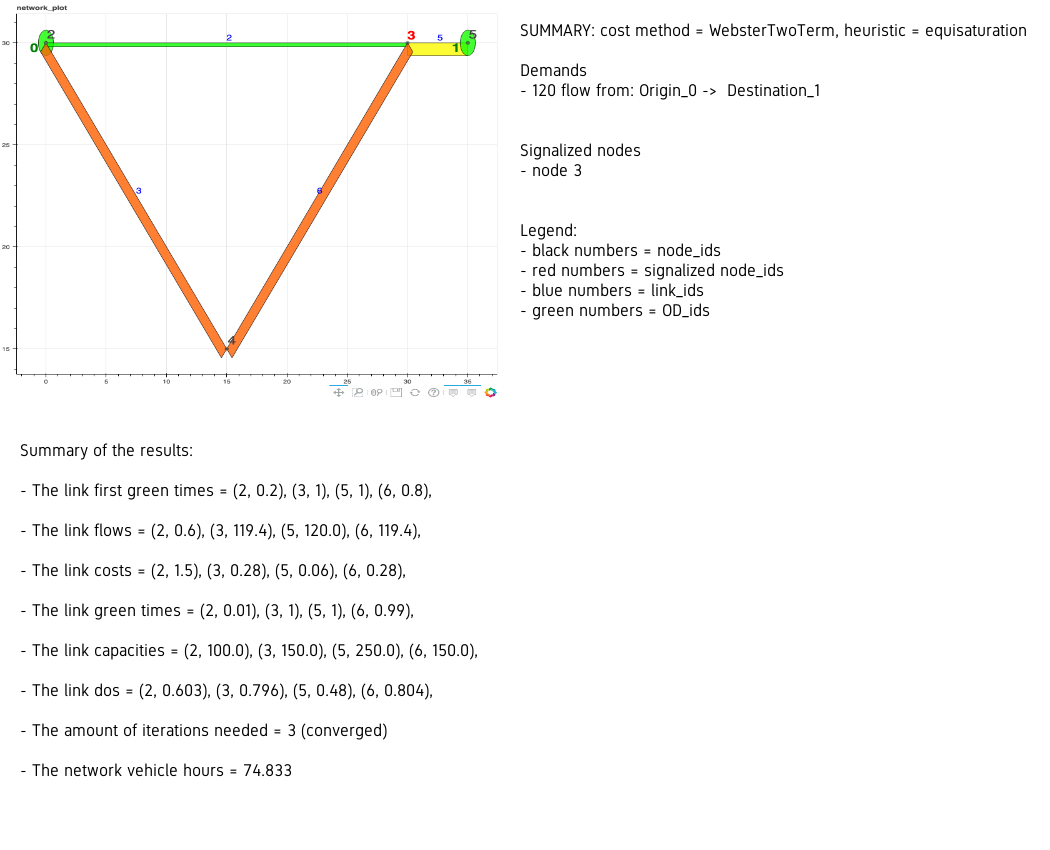 network_plot
2
5
0
2
3
5
1
30
25
20
15
3
6
4
0
5
10
15
20
25
30
35
SUMMARY: cost method = WebsterTwoTerm, heuristic = equisaturation
Demands
- 120 flow from: Origin_0 -> Destination_1
Signalized nodes
- node 3
Legend:
- black numbers = node_ids
- red numbers = signalized node_ids
- blue numbers = link_ids
- green numbers = OD_ids
Summary of the results:
- The link first green times = (2, 0.2), (3, 1), (5, 1), (6, 0.8),
- The link flows = (2, 0.6), (3, 119.4), (5, 120.0), (6, 119.4),
- The link costs = (2, 1.5), (3, 0.28), (5, 0.06), (6, 0.28),
- The link green times = (2, 0.01), (3, 1), (5, 1), (6, 0.99),
- The link capacities = (2, 100.0), (3, 150.0), (5, 250.0), (6, 150.0),
- The link dos = (2, 0.603), (3, 0.796), (5, 0.48), (6, 0.804),
- The amount of iterations needed = 3 (converged)
- The network vehicle hours = 74.833